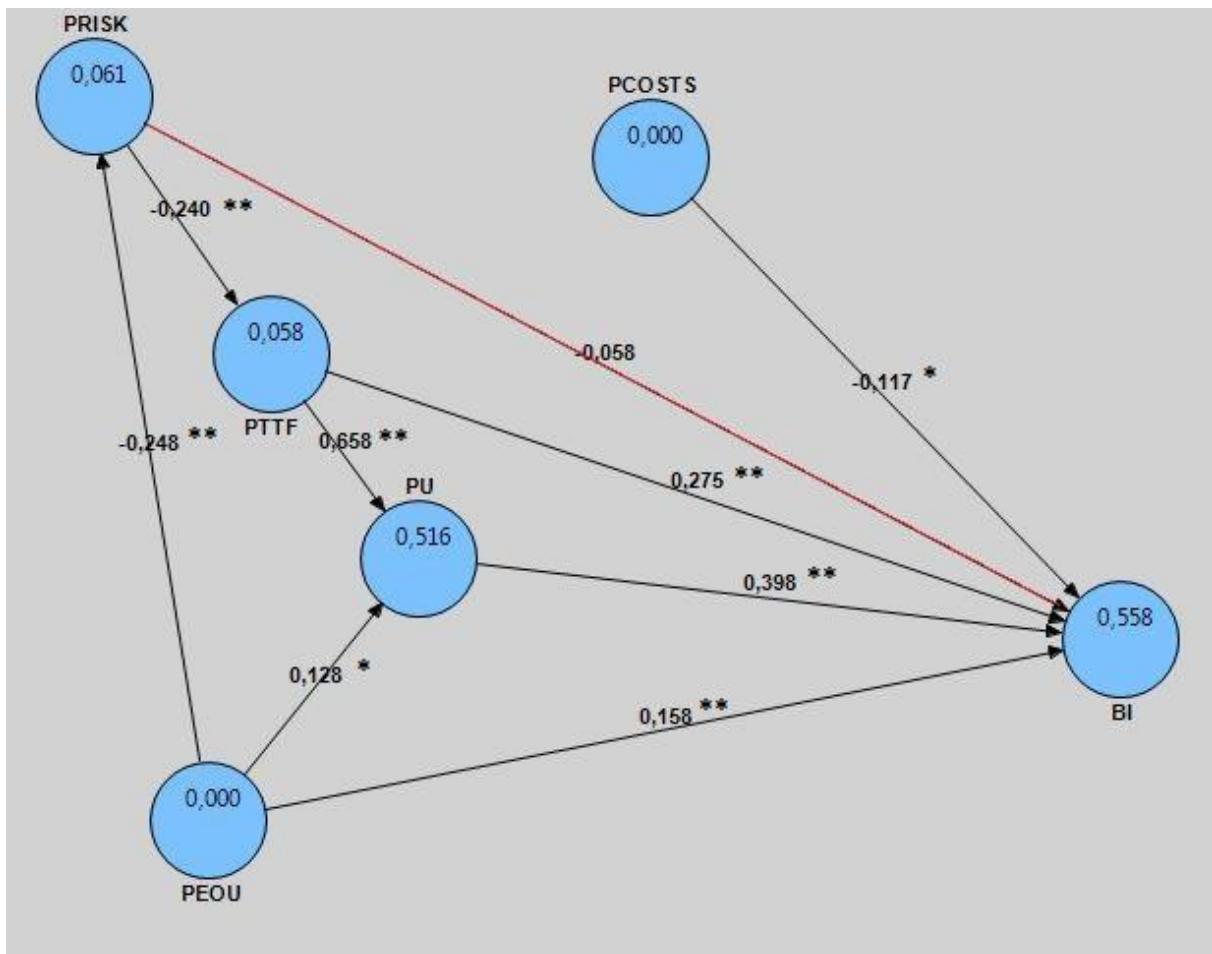 PRISK
0,061
PCOSTS
0,000
-0,240 **
0,058
PTTF
-0,058
-0,117 *
-0,248 **
0,658 **
0,275 **
PU
0,516
0,398 **
0,558
BI
0,128 *
0,158 **
0,000
PEOU